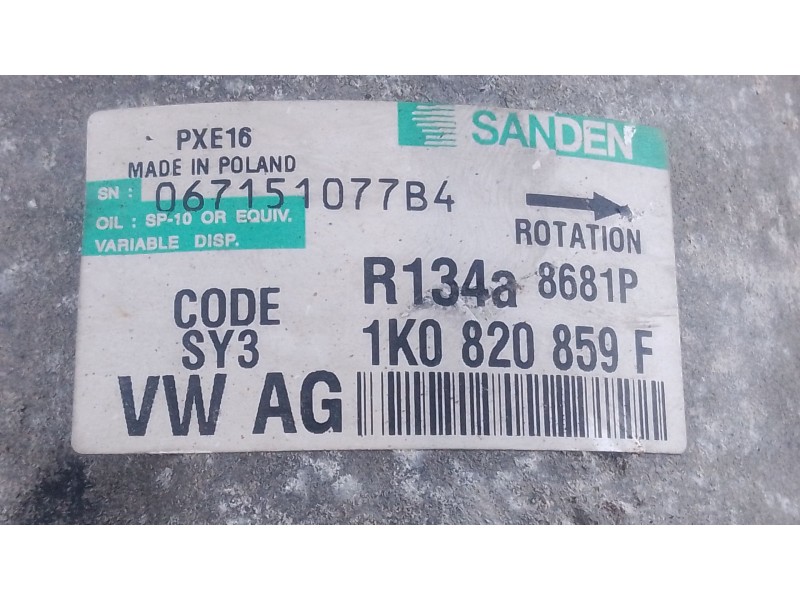 PXE16
SANDEN
MADE IN POLAND
SN : 067151077B4
OIL : SP-10 OR EQUIV.
VARIABLE DISP.
ROTATION
R134a 8681P
CODE
SY3
1K0 820 859 F
VW AG